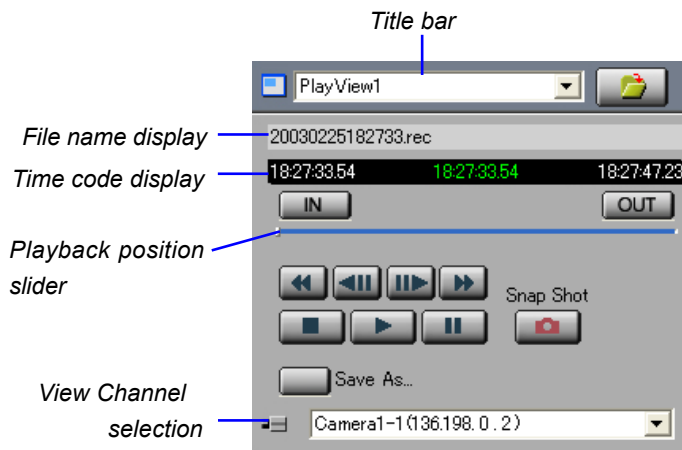 Title bar
PlayView1
File name display
20030225182733.rec
Time code display
18:27:33.54 18:27:33.54 18:27:47.23
IN OUT
Playback position
slider
Snap Shot
Save As...
View Channel
selection
Camera1-1(136.198.0.2)